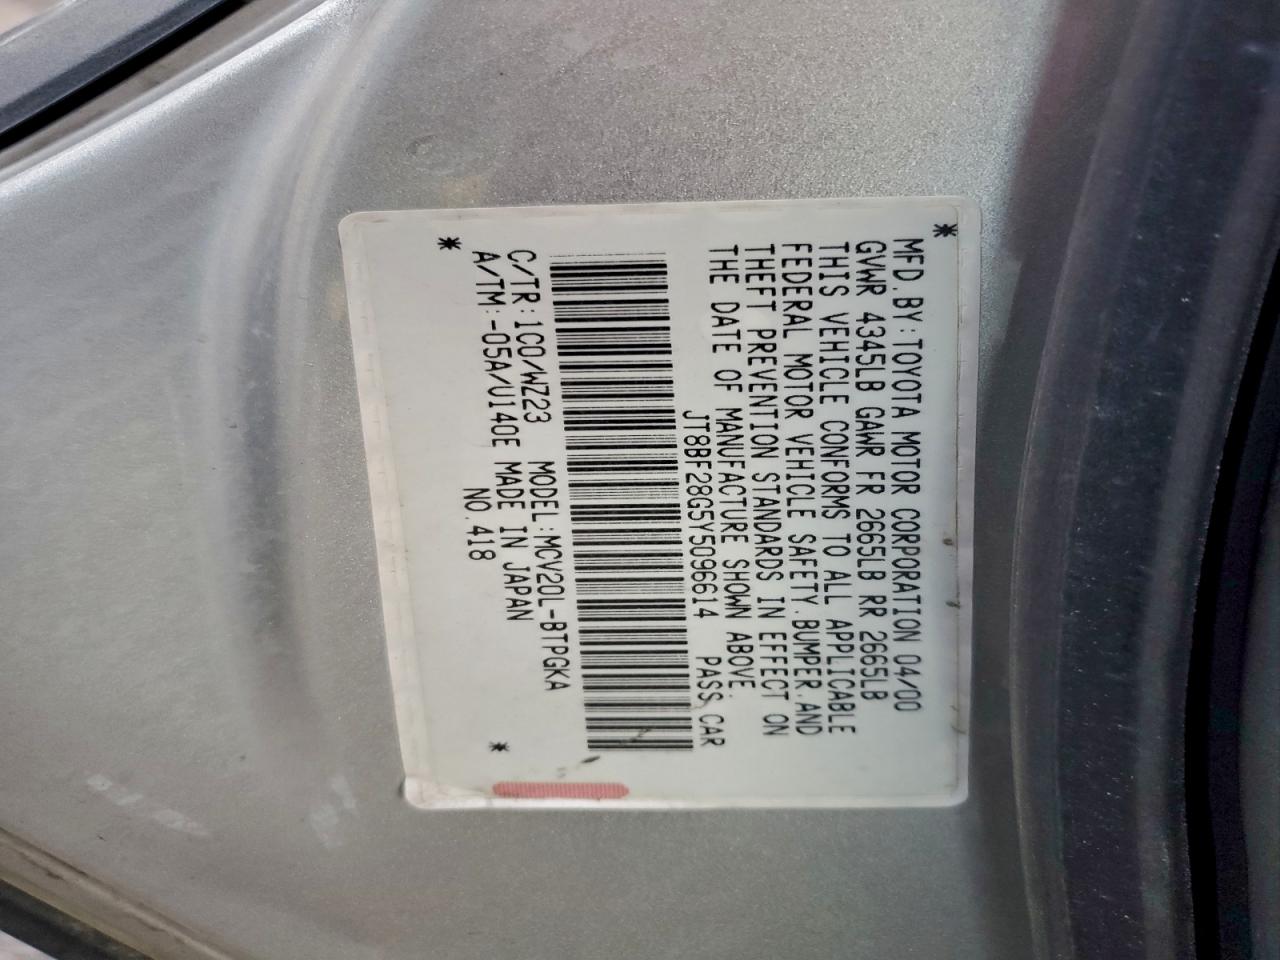 *
MFD. BY: TOYOTA MOTOR CORPORATION 04/00
GVWR 4345LB GAWR FR 2665LB RR 2665LB
THIS VEHICLE CONFORMS TO ALL APPLICABLE
FEDERAL MOTOR VEHICLE SAFETY. BUMPER. AND
THEFT PREVENTION STANDARDS IN EFFECT ON
THE DATE OF MANUFACTURE SHOWN ABOVE.
JT8BF28G5Y5096614 PASS. CAR
C/TR: 1C0/WZ23 MODEL: MCV20L-BTPGKA
A/TM: -05A/U140E MADE IN JAPAN
* NO. 418 *